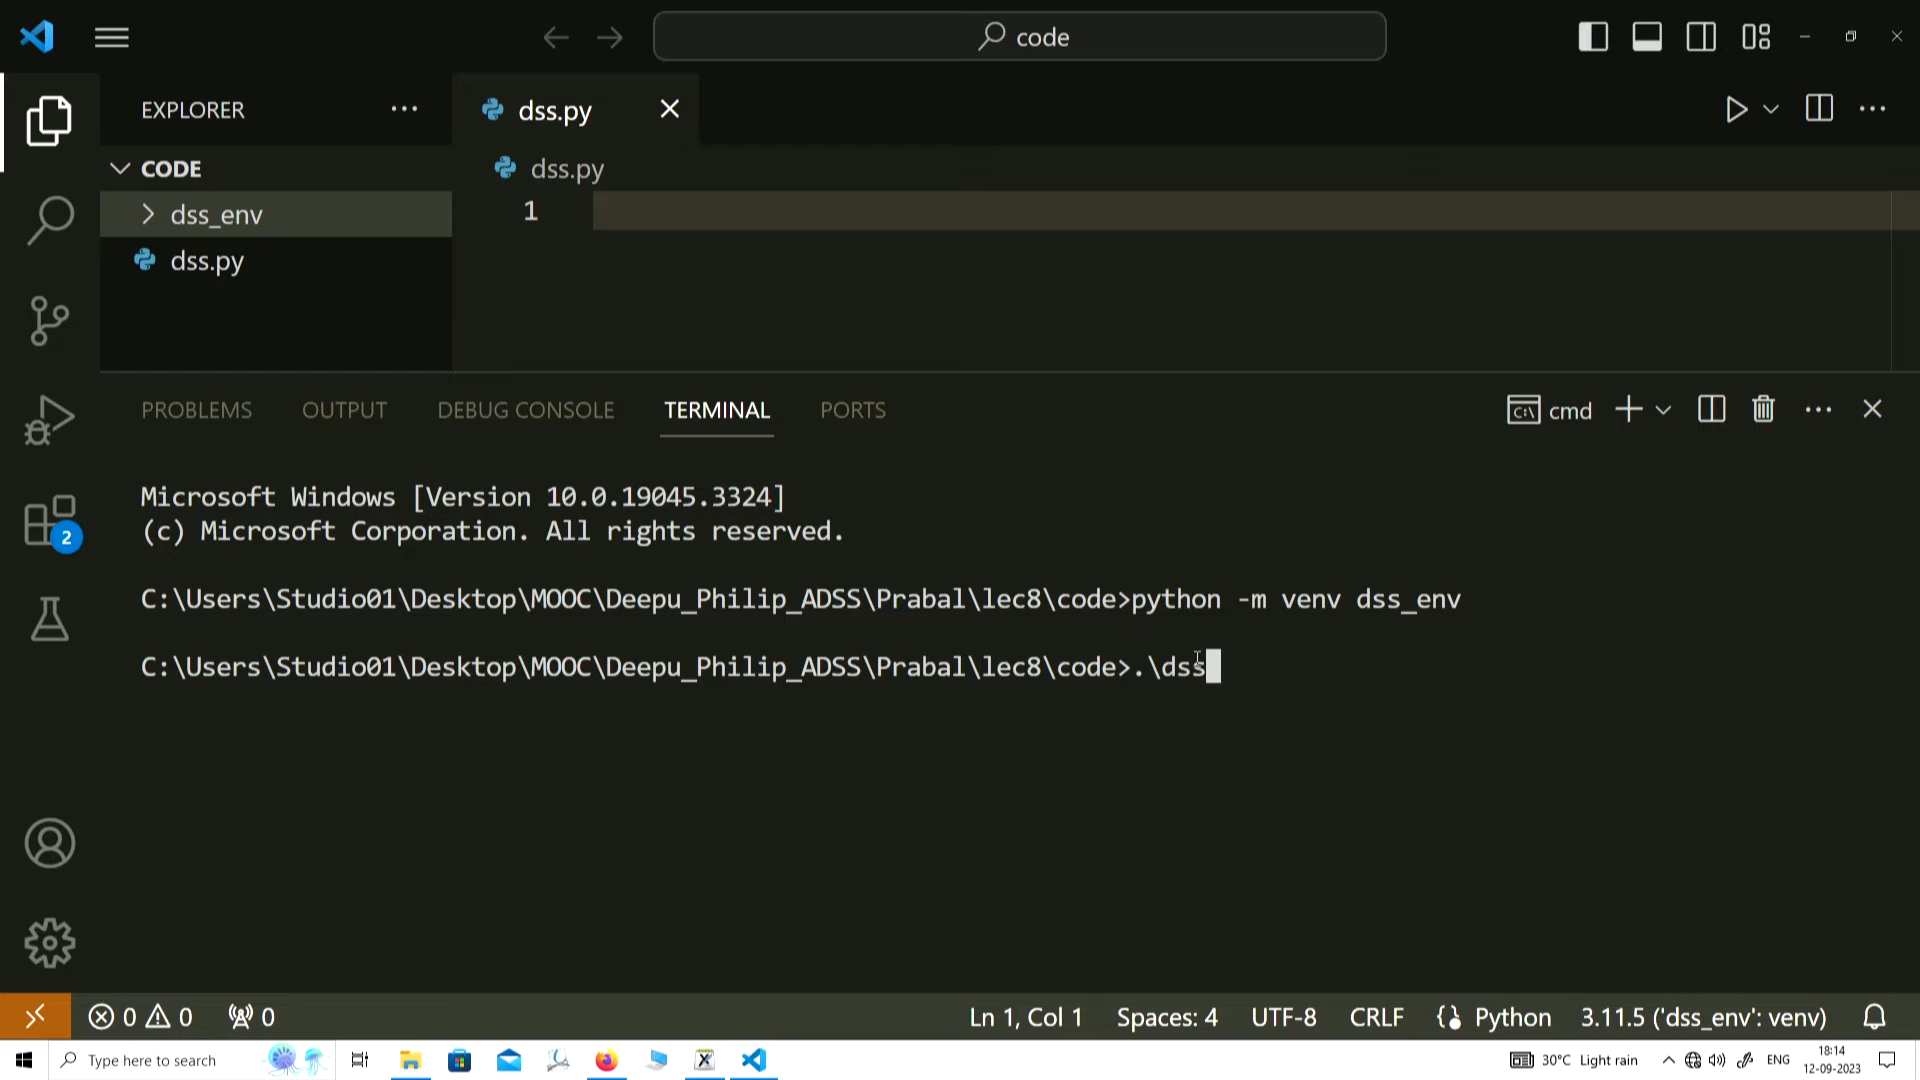 code
EXPLORER
dss.py
CODE
dss.py
dss_env
1
dss.py
PROBLEMS
OUTPUT
DEBUG CONSOLE
TERMINAL
PORTS
cmd
Microsoft Windows [Version 10.0.19045.3324]
(c) Microsoft Corporation. All rights reserved.
C:\Users\Studio01\Desktop\MOOC\Deepu_Philip_ADSS\Prabal\lec8\code>python -m venv dss_env
C:\Users\Studio01\Desktop\MOOC\Deepu_Philip_ADSS\Prabal\lec8\code>.\dss
2
0 0 0
Ln 1, Col 1
Spaces: 4
UTF-8
CRLF
Python
3.11.5 ('dss_env': venv)
Type here to search
30°C Light rain
ENG
18:14
12-09-2023